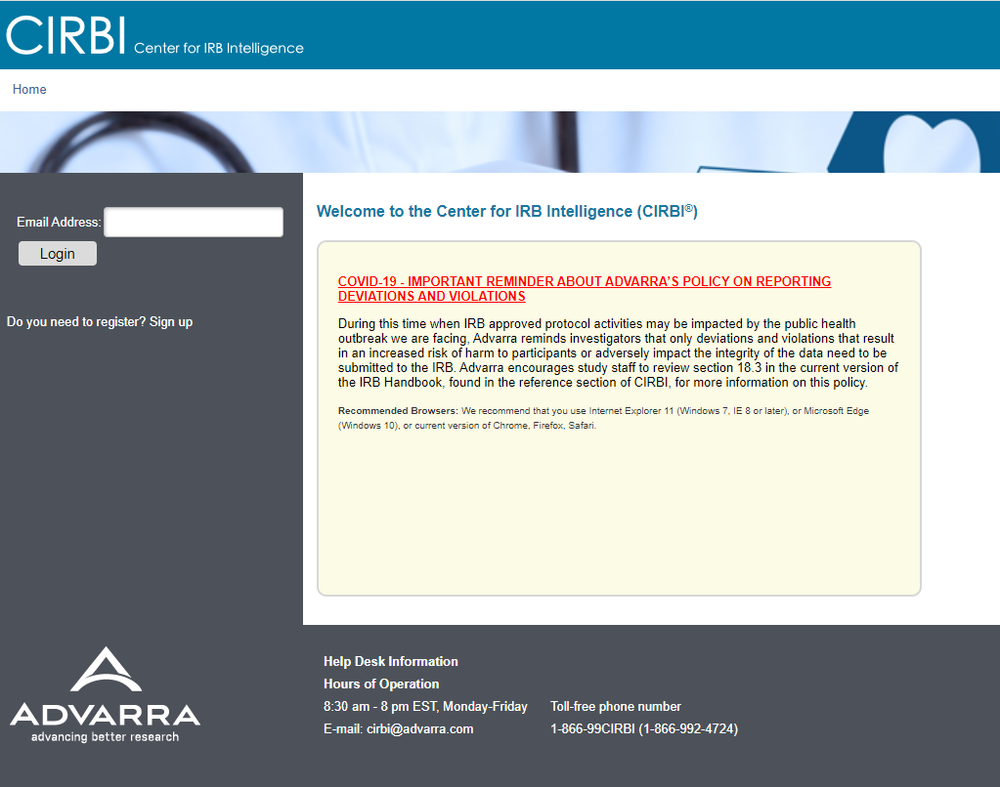 CIRBI Center for IRB Intelligence
Home
Email Address:
Login
Do you need to register? Sign up
Welcome to the Center for IRB Intelligence (CIRBI®)
COVID-19 - IMPORTANT REMINDER ABOUT ADVARRA'S POLICY ON REPORTING
DEVIATIONS AND VIOLATIONS
During this time when IRB approved protocol activities may be impacted by the public health
outbreak we are facing, Advarra reminds investigators that only deviations and violations that result
in an increased risk of harm to participants or adversely impact the integrity of the data need to be
submitted to the IRB. Advarra encourages study staff to review section 18.3 in the current version of
the IRB Handbook, found in the reference section of CIRBI, for more information on this policy.
Recommended Browsers: We recommend that you use Internet Explorer 11 (Windows 7, IE 8 or later), or Microsoft Edge
(Windows 10), or current version of Chrome, Firefox, Safari.
ADVARRA
advancing better research
Help Desk Information
Hours of Operation
8:30 am - 8 pm EST, Monday-Friday Toll-free phone number
E-mail: cirbi@advarra.com 1-866-99CIRBI (1-866-992-4724)